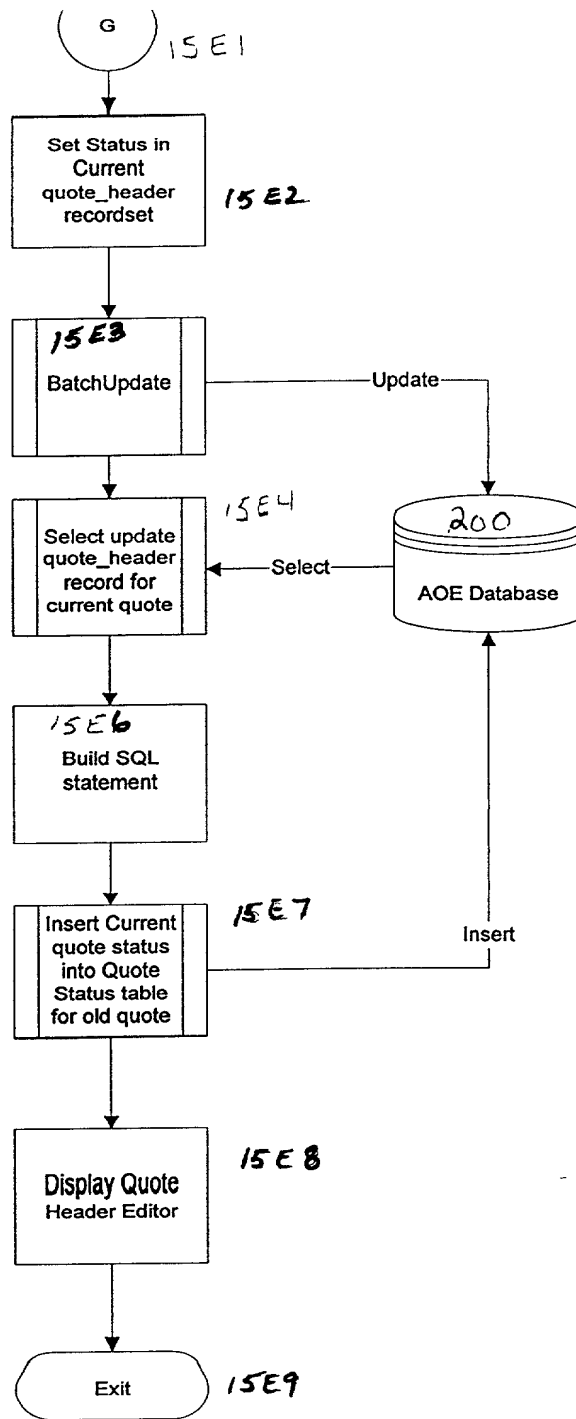 G
15E1
Set Status in
Current
quote_header
recordset
15E2
15E3
BatchUpdate
Update
15E4
Select update
quote_header
record for
current quote
Select
200
AOE Database
15E6
Build SQL
statement
15E7
Insert Current
quote status
into Quote
Status table
for old quote
Insert
15E8
Display Quote
Header Editor
Exit
15E9